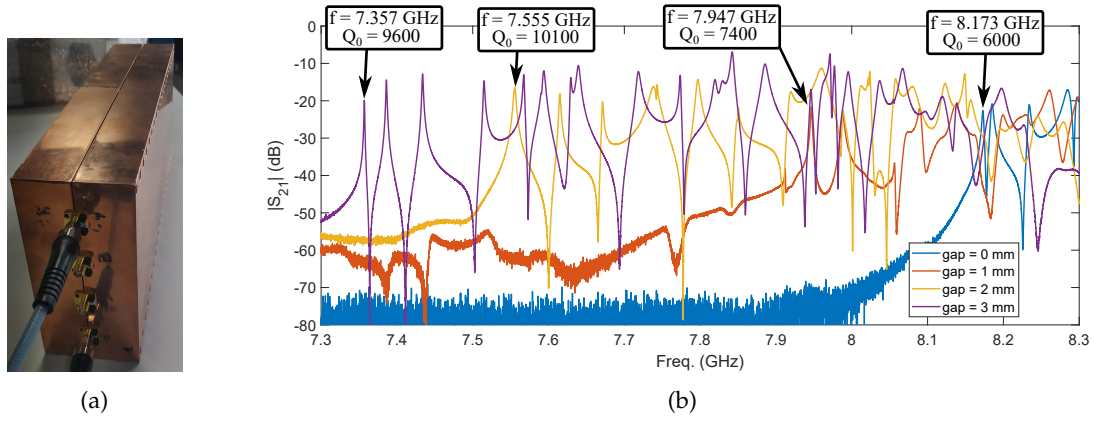 f = 7.357 GHz
Q0 = 9600
f = 7.555 GHz
Q0 = 10100
f = 7.947 GHz
Q0 = 7400
f = 8.173 GHz
Q0 = 6000
|S21| (dB)
0
-10
-20
-30
-40
-50
-60
-70
-80
gap = 0 mm
gap = 1 mm
gap = 2 mm
gap = 3 mm
7.3 7.4 7.5 7.6 7.7 7.8 7.9 8 8.1 8.2 8.3
Freq. (GHz)
(a)
(b)